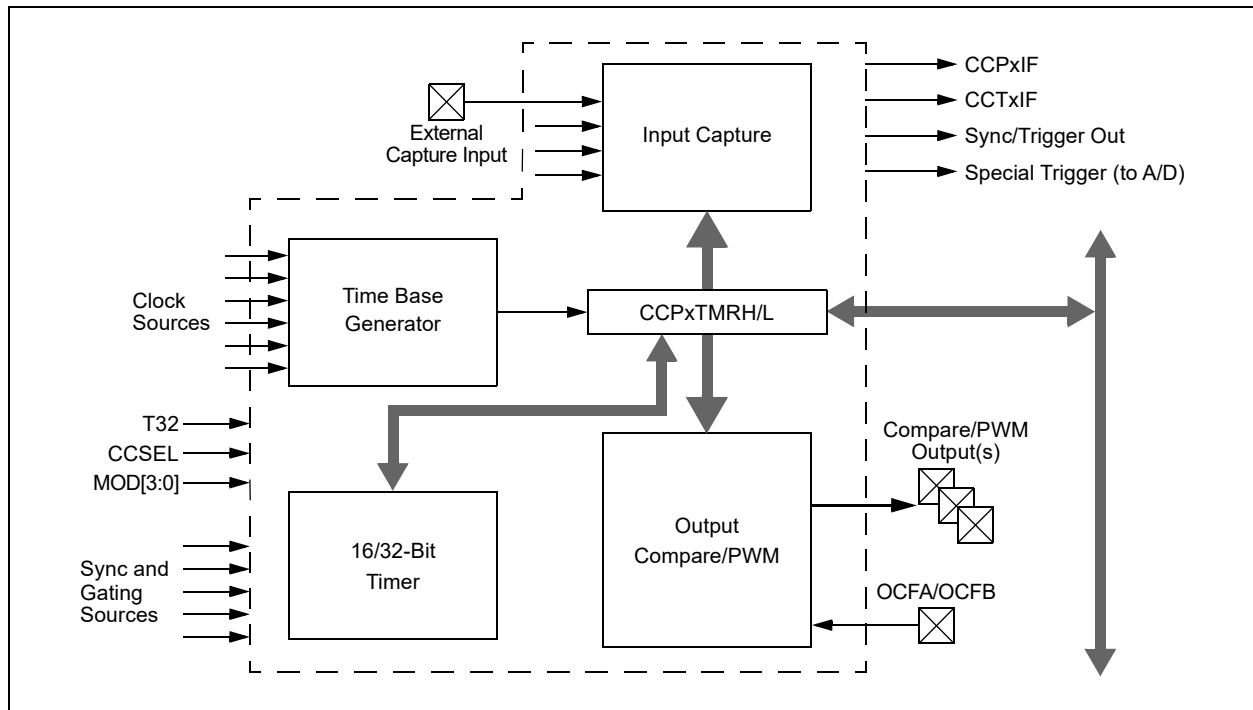 CCPxIF
CCTxIF
Sync/Trigger Out
Special Trigger (to A/D)
External
Capture Input
Input Capture
Clock
Sources
Time Base
Generator
CCPxTMRH/L
T32
CCSEL
MOD[3:0]
Sync and
Gating
Sources
16/32-Bit
Timer
Output
Compare/PWM
Compare/PWM
Output(s)
OCFA/OCFB